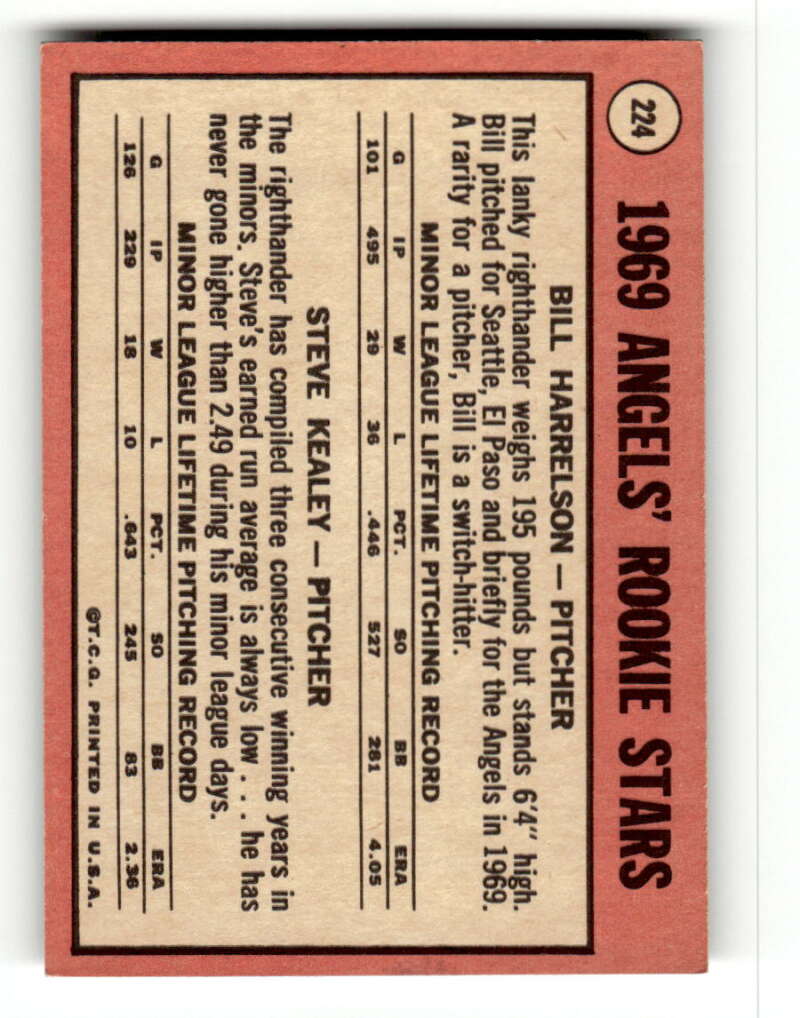 224
1969 ANGELS' ROOKIE STARS
BILL HARRELSON — PITCHER
This lanky righthander weighs 195 pounds but stands 6'4" high.
Bill pitched for Seattle, El Paso and briefly for the Angels in 1969.
A rarity for a pitcher, Bill is a switch-hitter.
MINOR LEAGUE LIFETIME PITCHING RECORD
G IP W L PCT. SO BB ERA
101 495 29 36 .446 527 281 4.05
STEVE KEALEY — PITCHER
The righthander has compiled three consecutive winning years in
the minors. Steve's earned run average is always low . . . he has
never gone higher than 2.49 during his minor league days.
MINOR LEAGUE LIFETIME PITCHING RECORD
G IP W L PCT. SO BB ERA
126 229 18 10 .643 245 83 2.36
©T.C.G. PRINTED IN U.S.A.